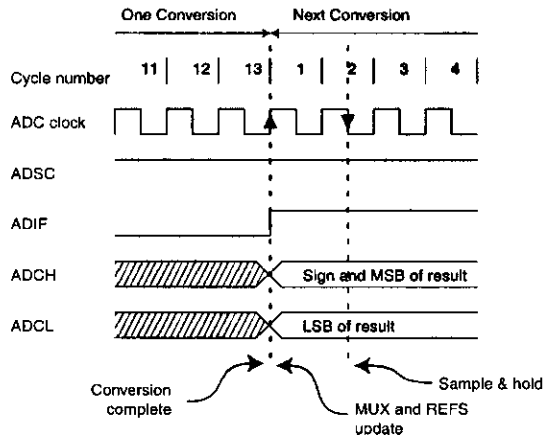 One Conversion Next Conversion
Cycle number 11 12 13 1 2 3 4
ADC clock
ADSC
ADIF
ADCH Sign and MSB of result
ADCL LSB of result
Sample & hold
Conversion complete
MUX and REFS update